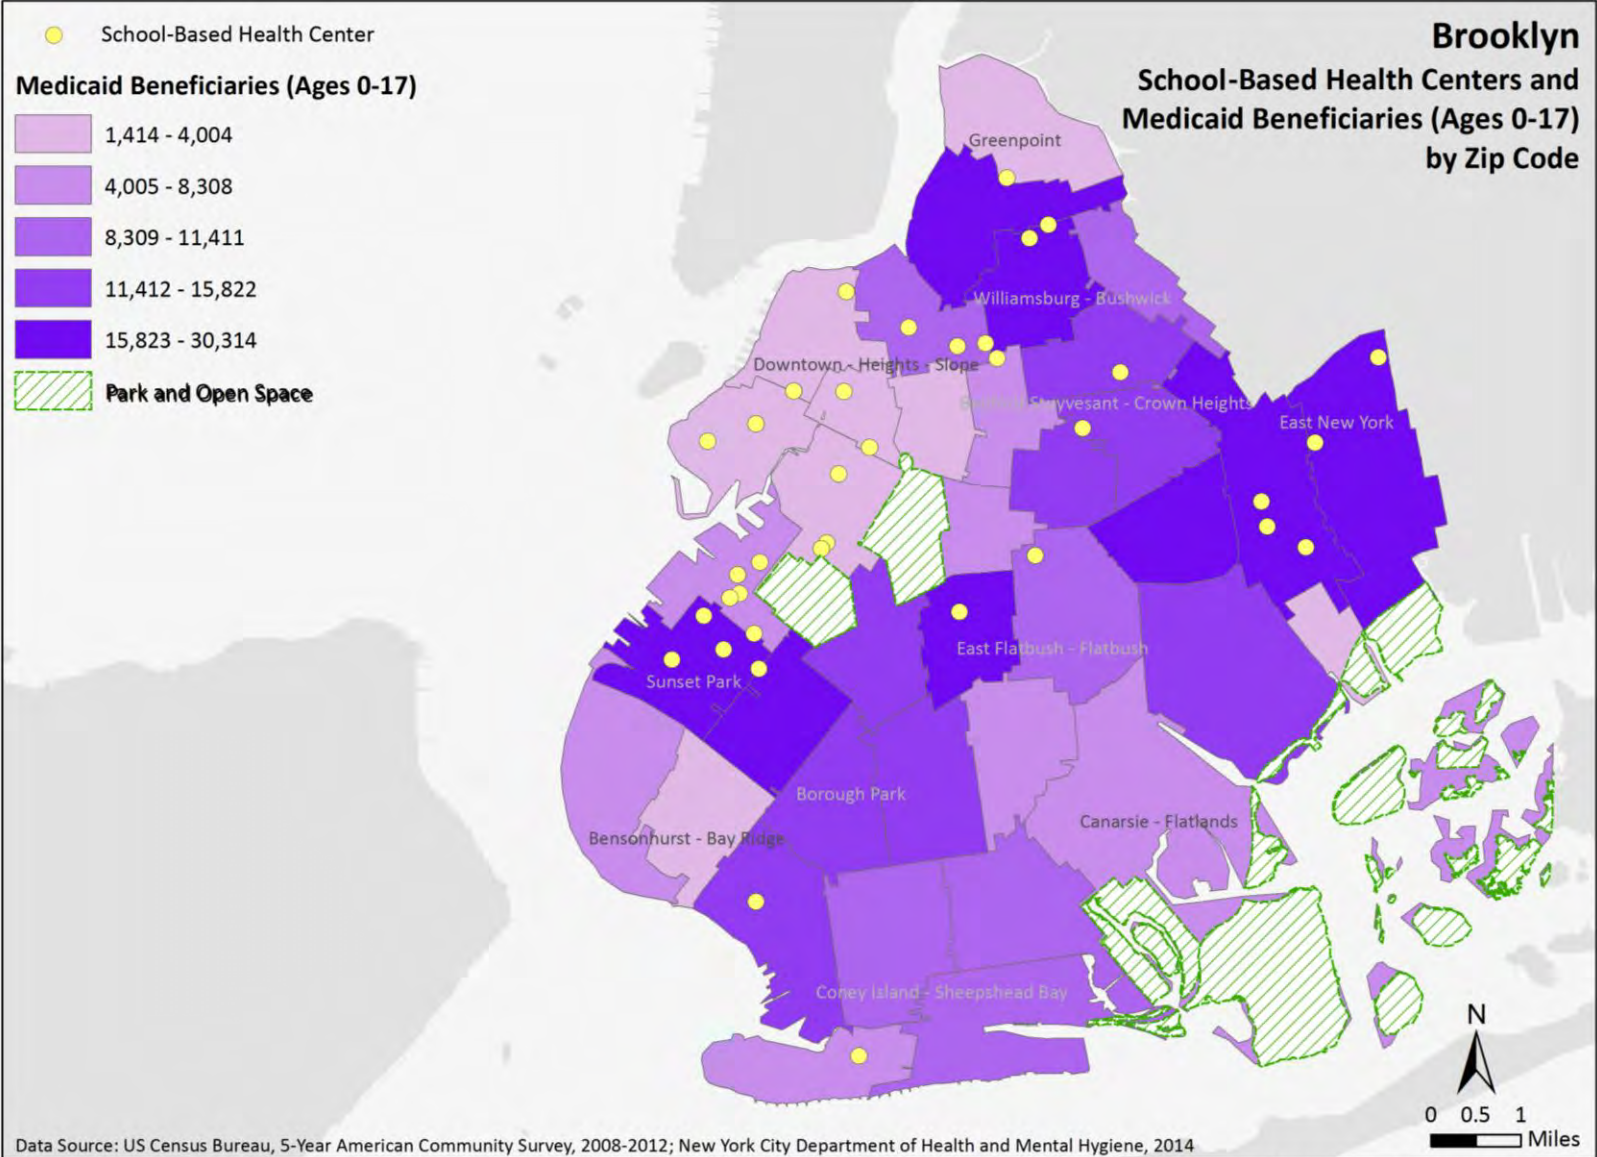 School-Based Health Center
Medicaid Beneficiaries (Ages 0-17)
1,414 - 4,004
4,005 - 8,308
8,309 - 11,411
11,412 - 15,822
15,823 - 30,314
Park and Open Space
Brooklyn
School-Based Health Centers and
Medicaid Beneficiaries (Ages 0-17)
by Zip Code
Greenpoint
Williamsburg - Bushwick
Downtown - Heights - Slope
Stuyvesant - Crown Heights
East New York
East Flatbush - Flatbush
Sunset Park
Borough Park
Canarsie - Flatlands
Bensonhurst - Bay Ridge
Coney Island - Sheepshead Bay
N
0 0.5 1
Miles
Data Source: US Census Bureau, 5-Year American Community Survey, 2008-2012; New York City Department of Health and Mental Hygiene, 2014